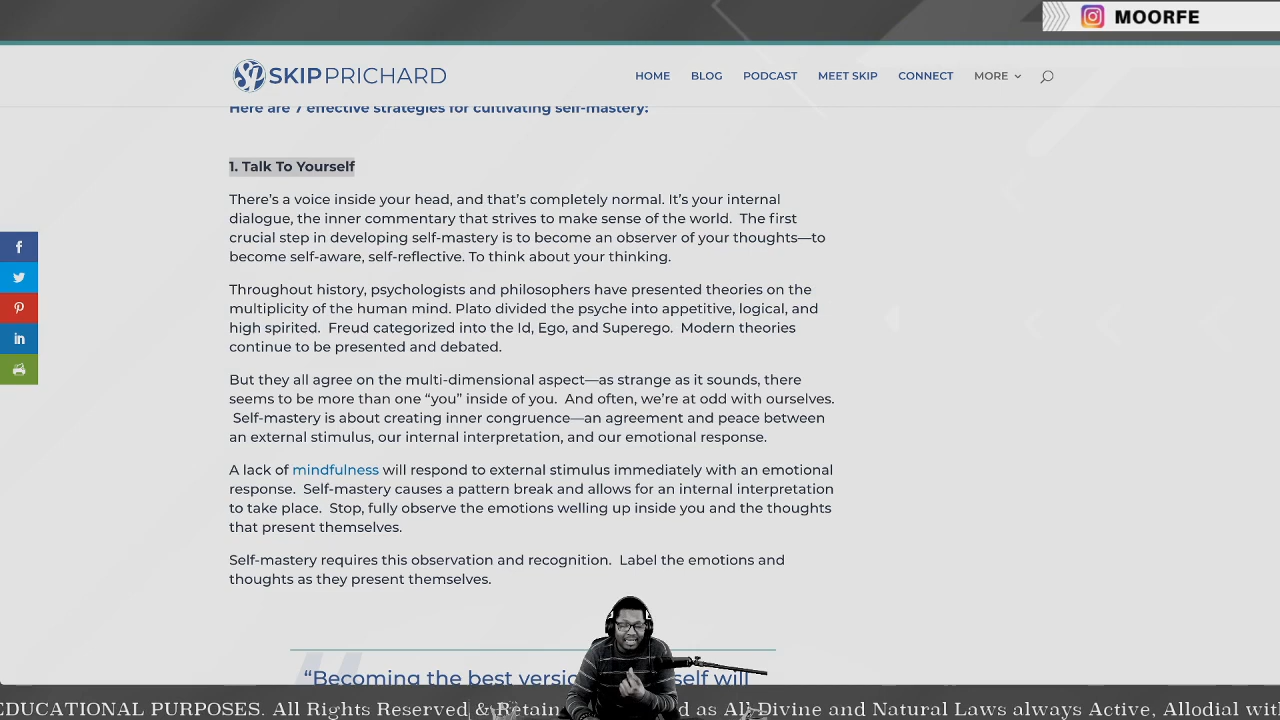 MOORFE
SKIPPRICHARD
HOME BLOG PODCAST MEET SKIP CONNECT MORE
Here are 7 effective strategies for cultivating self-mastery:
1. Talk To Yourself
There's a voice inside your head, and that's completely normal. It's your internal
dialogue, the inner commentary that strives to make sense of the world.  The first
crucial step in developing self-mastery is to become an observer of your thoughts—to
become self-aware, self-reflective. To think about your thinking.
Throughout history, psychologists and philosophers have presented theories on the
multiplicity of the human mind. Plato divided the psyche into appetitive, logical, and
high spirited.  Freud categorized into the Id, Ego, and Superego.  Modern theories
continue to be presented and debated.
But they all agree on the multi-dimensional aspect—as strange as it sounds, there
seems to be more than one “you” inside of you.  And often, we're at odd with ourselves.
Self-mastery is about creating inner congruence—an agreement and peace between
an external stimulus, our internal interpretation, and our emotional response.
A lack of mindfulness will respond to external stimulus immediately with an emotional
response.  Self-mastery causes a pattern break and allows for an internal interpretation
to take place.  Stop, fully observe the emotions welling up inside you and the thoughts
that present themselves.
Self-mastery requires this observation and recognition.  Label the emotions and
thoughts as they present themselves.
“Becoming the best will
EDUCATIONAL PURPOSES. All Rights Reserved & Retain as All Divine and Natural Laws always Active, Allodial